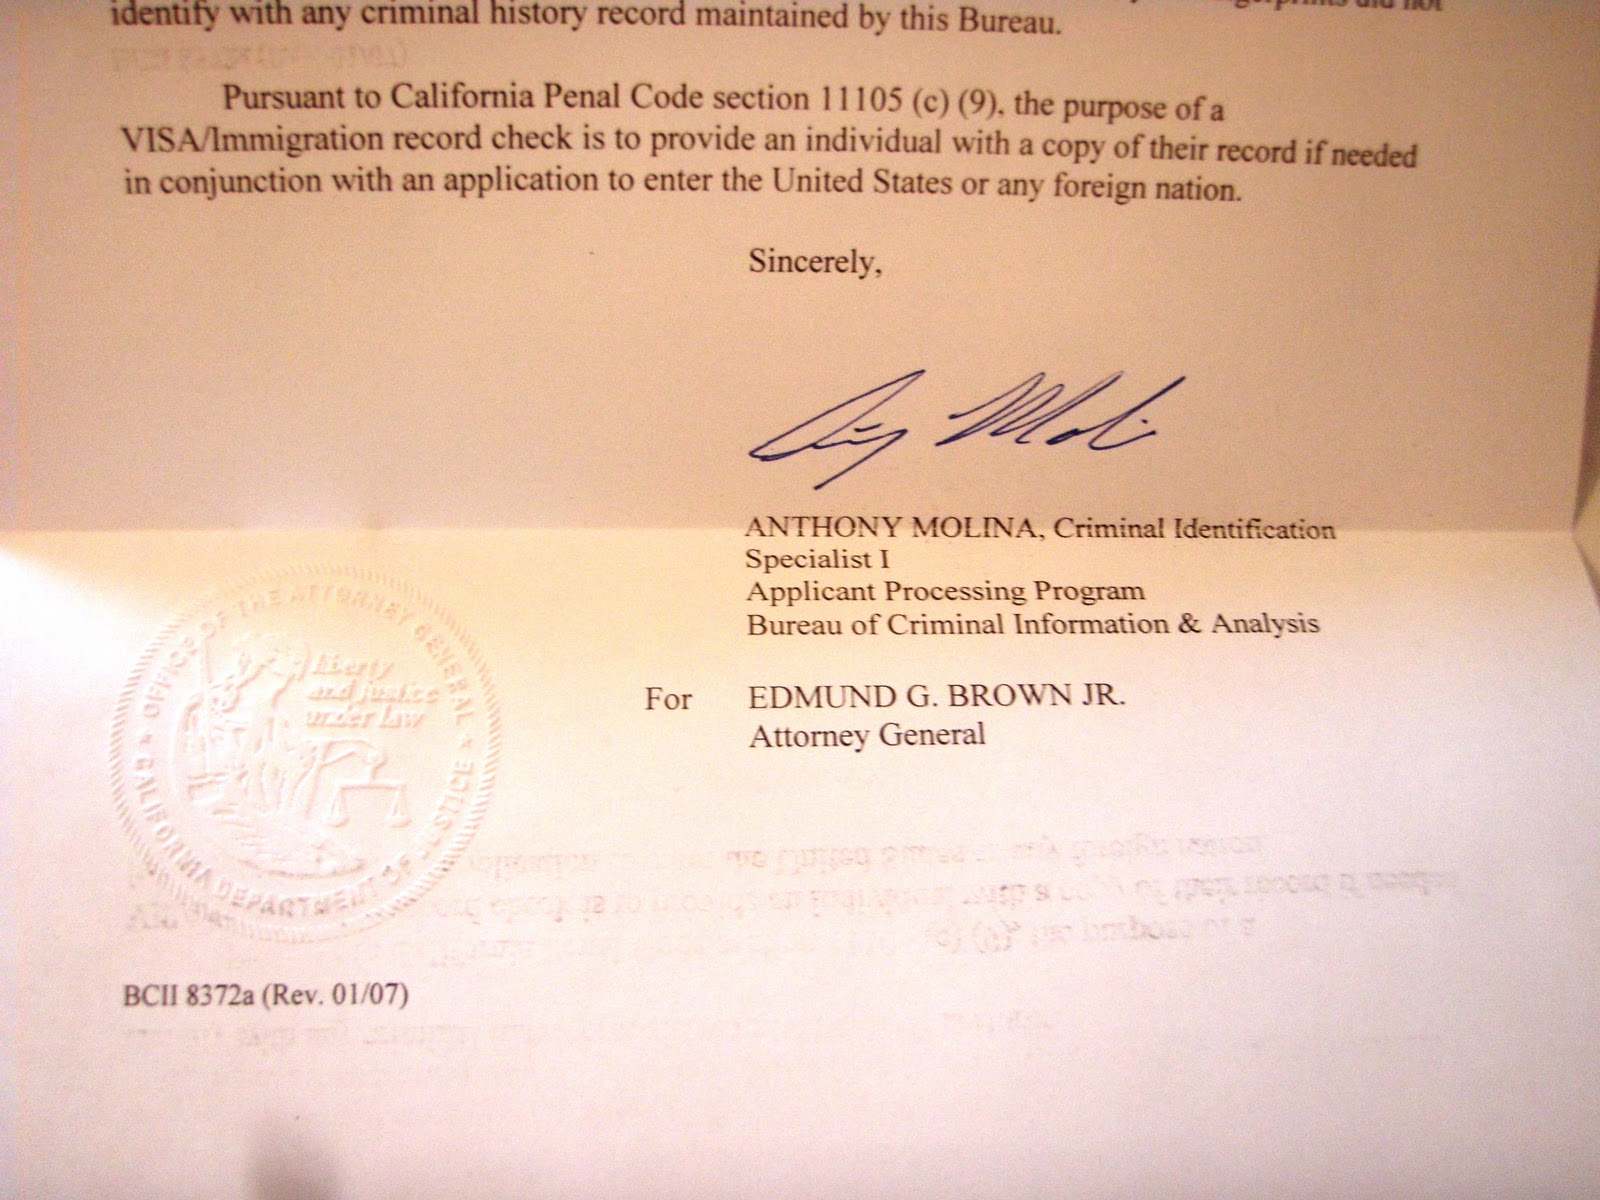 fingerprints did not
identify with any criminal history record maintained by this Bureau.
Pursuant to California Penal Code section 11105 (c) (9), the purpose of a
VISA/Immigration record check is to provide an individual with a copy of their record if needed
in conjunction with an application to enter the United States or any foreign nation.
Sincerely,
ANTHONY MOLINA, Criminal Identification
Specialist I
Applicant Processing Program
Bureau of Criminal Information & Analysis
For EDMUND G. BROWN JR.
Attorney General
OFFICE OF THE ATTORNEY GENERAL
liberty
and justice
under law
CALIFORNIA DEPARTMENT OF JUSTICE
BCII 8372a (Rev. 01/07)